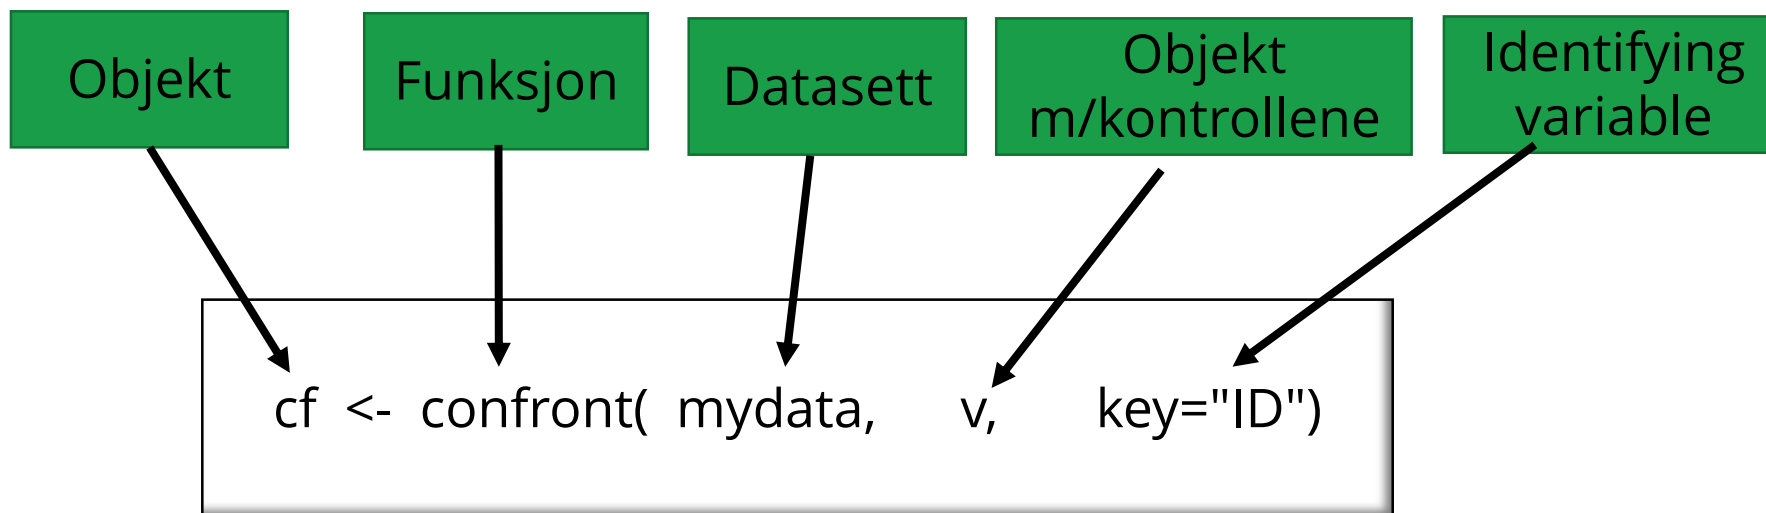 Objekt
Funksjon
Datasett
Objekt
m/kontrollene
Identifying
variable
cf <- confront( mydata, v, key="ID")